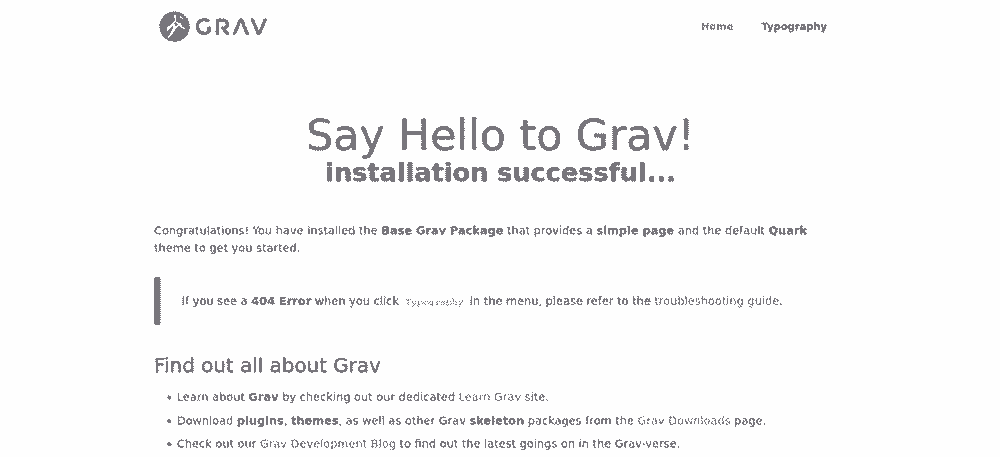 GRAV
Home Typography
Say Hello to Grav!
installation successful...
Congratulations! You have installed the Base Grav Package that provides a simple page and the default Quark
theme to get you started.
If you see a 404 Error when you click Typography in the menu, please refer to the troubleshooting guide.
Find out all about Grav
• Learn about Grav by checking out our dedicated Learn Grav site.
• Download plugins, themes, as well as other Grav skeleton packages from the Grav Downloads page.
• Check out our Grav Development Blog to find out the latest goings on in the Grav-verse.